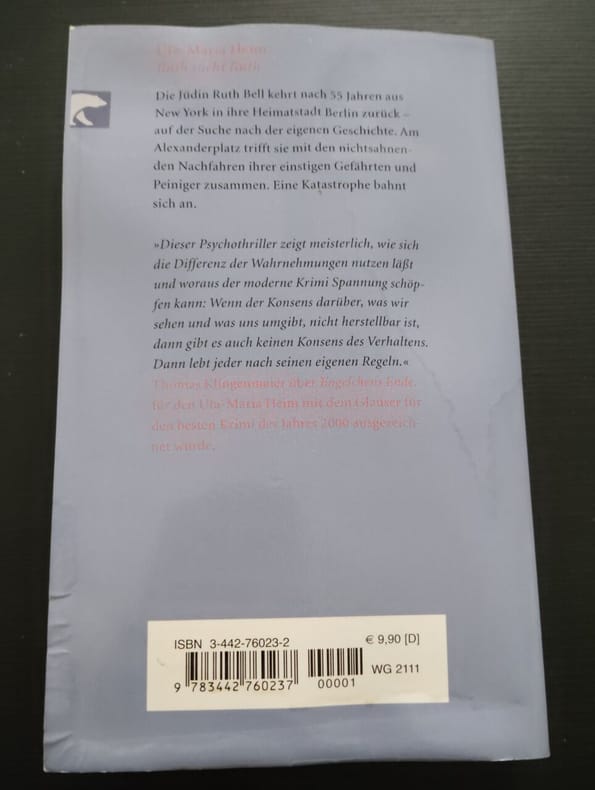 Uta-Maria Heim
Ruth sucht Ruth
Die Jüdin Ruth Bell kehrt nach 55 Jahren aus
New York in ihre Heimatstadt Berlin zurück –
auf der Suche nach der eigenen Geschichte. Am
Alexanderplatz trifft sie mit den nichtsahnen-
den Nachfahren ihrer einstigen Gefährten und
Peiniger zusammen. Eine Katastrophe bahnt
sich an.
»Dieser Psychothriller zeigt meisterlich, wie sich
die Differenz der Wahrnehmungen nutzen läßt
und woraus der moderne Krimi Spannung schöp-
fen kann: Wenn der Konsens darüber, was wir
sehen und was uns umgibt, nicht herstellbar ist,
dann gibt es auch keinen Konsens des Verhaltens.
Dann lebt jeder nach seinen eigenen Regeln.«
Thomas Klingenmaier über Engelchens Ende,
für den Uta-Maria Heim mit dem Glauser für
den besten Krimi des Jahres 2000 ausgezeich-
net wurde.
ISBN 3-442-76023-2
€ 9,90 [D]
WG 2111
9 783442 760237
00001